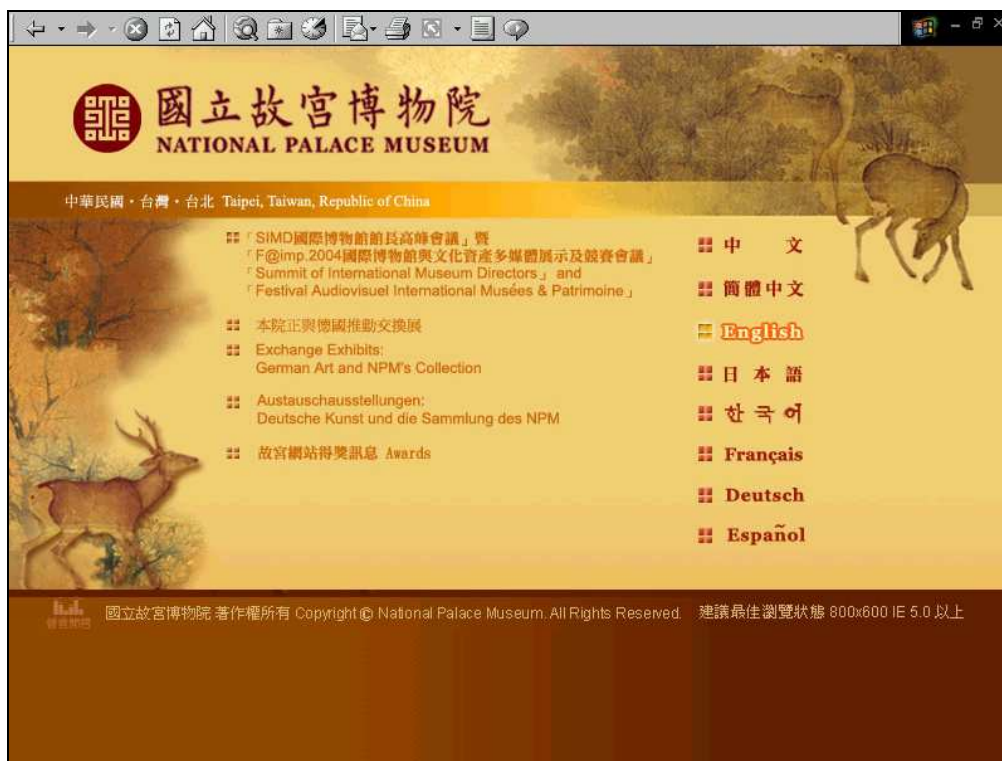 國立故宮博物院
NATIONAL PALACE MUSEUM
中華民國・台灣・台北 Taipei, Taiwan, Republic of China
「SIMD國際博物館館長高峰會議」暨
「F@imp.2004國際博物館與文化資產多媒體展示及競賽會議」
「Summit of International Museum Directors」 and
「Festival Audiovisuel International Musées & Patrimoine」
本院正與德國推動交換展
Exchange Exhibits:
German Art and NPM's Collection
Austauschausstellungen:
Deutsche Kunst und die Sammlung des NPM
故宮網站得獎訊息 Awards
中 文
簡體中文
English
日 本 語
한 국 어
Français
Deutsch
Español
國立故宮博物院 著作權所有 Copyright © National Palace Museum. All Rights Reserved. 建議最佳瀏覽狀態 800x600 IE 5.0 以上